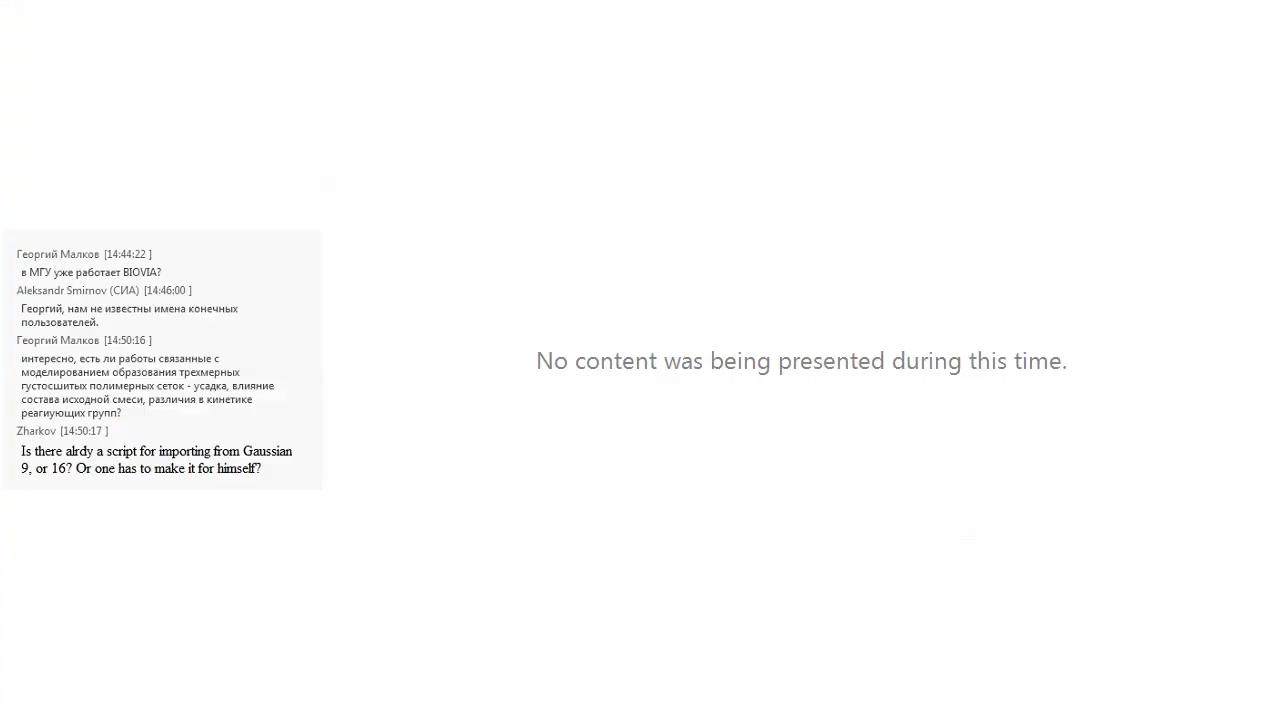 Георгий Малков [14:44:22 ]
в МГУ уже работает BIOVIA?
Aleksandr Smirnov (СИА) [14:46:00 ]
Георгий, нам не известны имена конечных
пользователей.
Георгий Малков [14:50:16 ]
интересно, есть ли работы связанные с
моделированием образования трехмерных
густосшитых полимерных сеток - усадка, влияние
состава исходной смеси, различия в кинетике
реагиующих групп?
Zharkov [14:50:17 ]
Is there alrdy a script for importing from Gaussian
9, or 16? Or one has to make it for himself?
No content was being presented during this time.